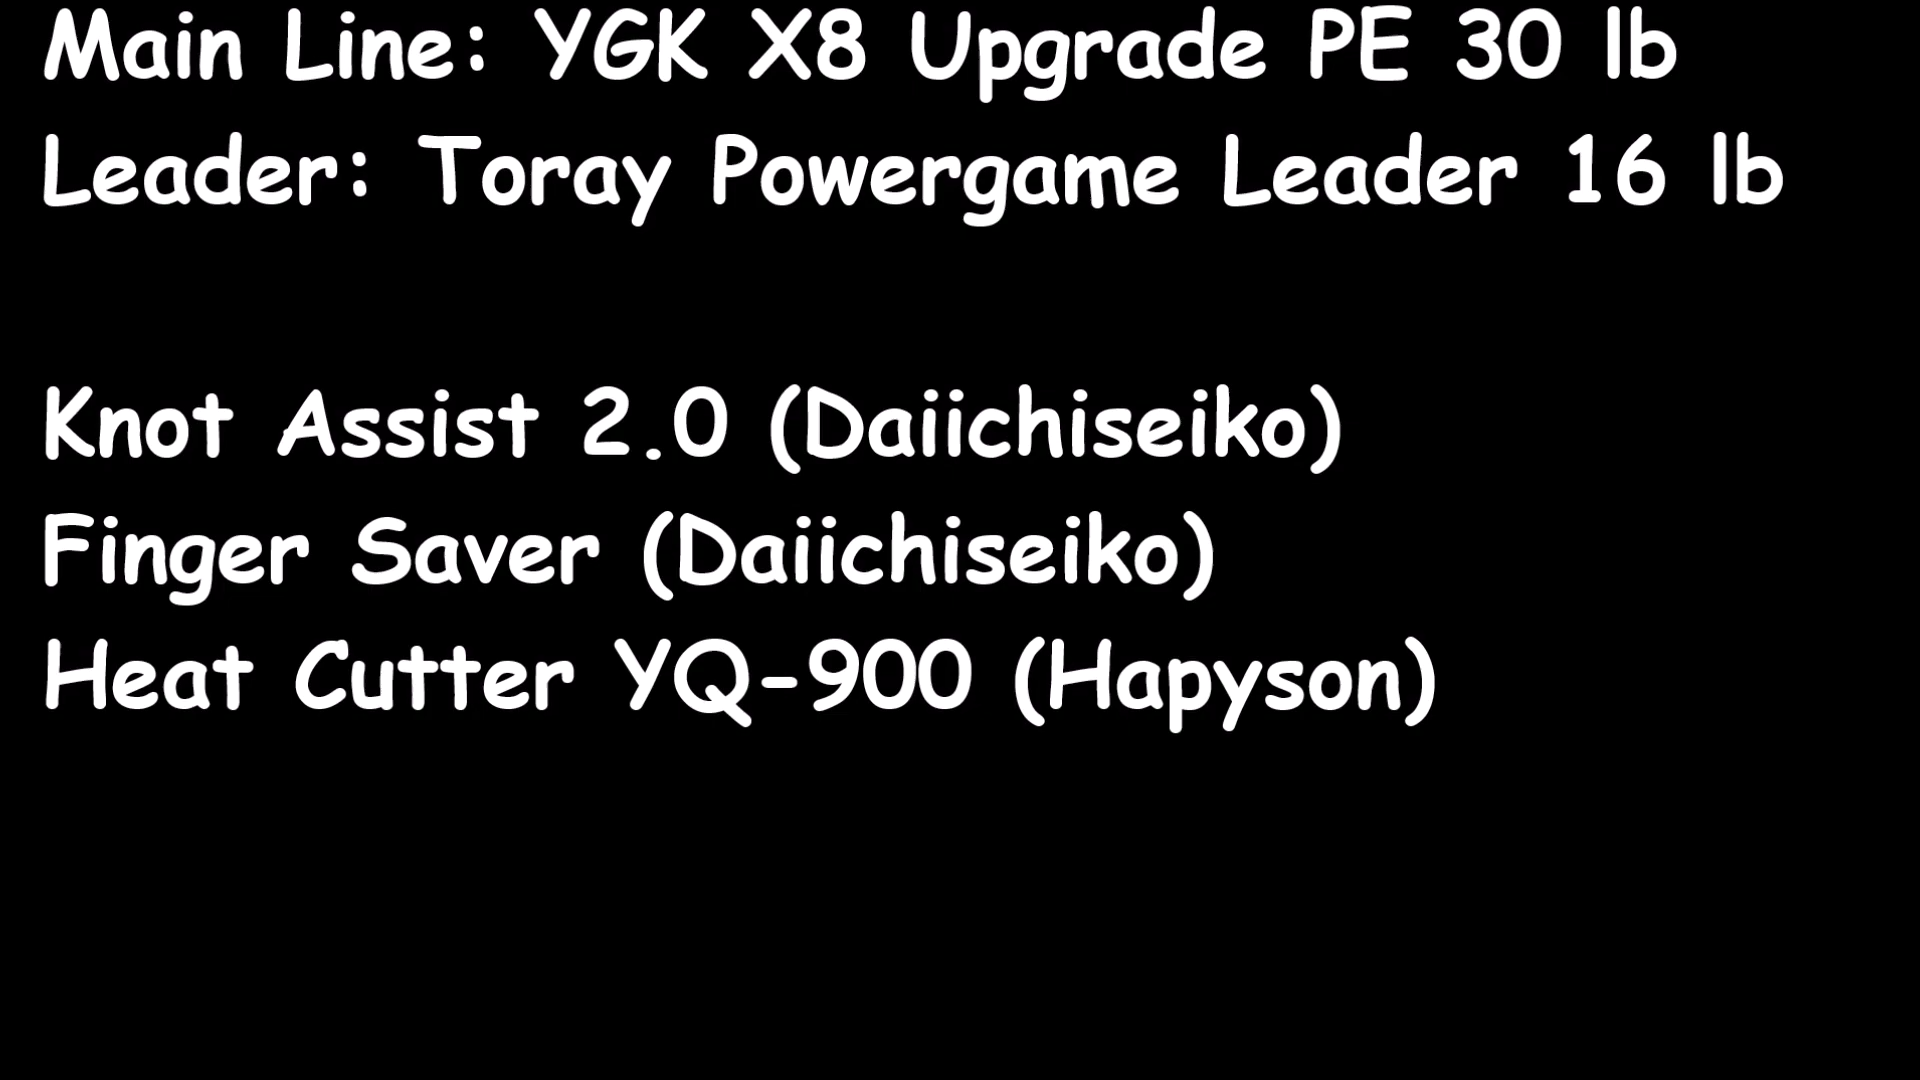 Main Line: YGK X8 Upgrade PE 30 lb
Leader: Toray Powergame Leader 16 lb
Knot Assist 2.0 (Daiichiseiko)
Finger Saver (Daiichiseiko)
Heat Cutter YQ-900 (Hapyson)